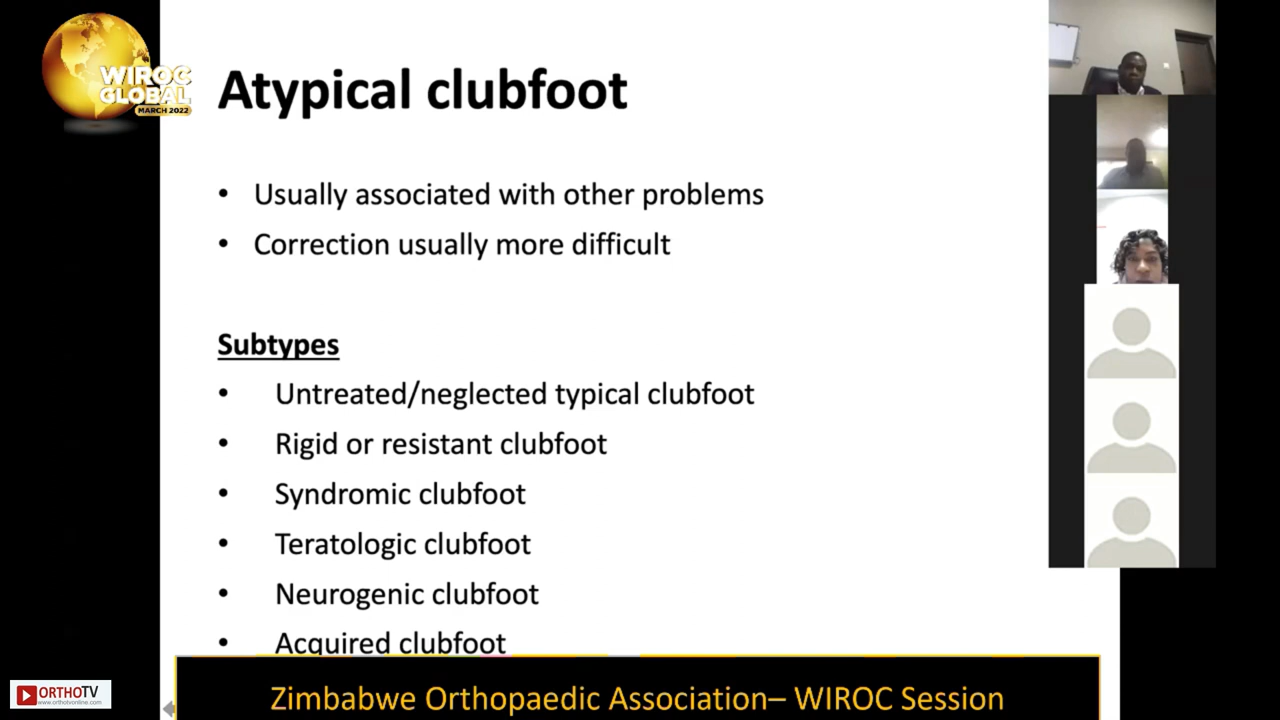 WIROC
GLOBAL
MARCH 2022
Atypical clubfoot
• Usually associated with other problems
• Correction usually more difficult
Subtypes
• Untreated/neglected typical clubfoot
• Rigid or resistant clubfoot
• Syndromic clubfoot
• Teratologic clubfoot
• Neurogenic clubfoot
• Acquired clubfoot
ORTHOTV
www.orthotvonline.com
Zimbabwe Orthopaedic Association– WIROC Session